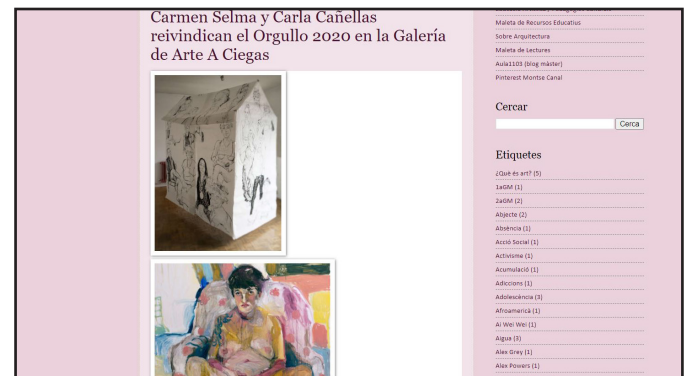 Carmen Selma y Carla Cañellas
reivindican el Orgullo 2020 en la Galería
de Arte A Ciegas
Maleta de Recursos Educatius
Sobre Arquitectura
Maleta de Lectures
Aula1103 (blog màster)
Pinterest Montse Canal
Cercar
Cerca
Etiquetes
¿Què és art? (5)
1aGM (1)
2aGM (2)
Abjecte (2)
Absència (1)
Acció Social (1)
Activisme (1)
Acumulació (1)
Adiccions (1)
Adolescència (3)
Afroamericà (1)
Ai Wei Wei (1)
Aigua (3)
Alex Grey (1)
Alex Powers (1)